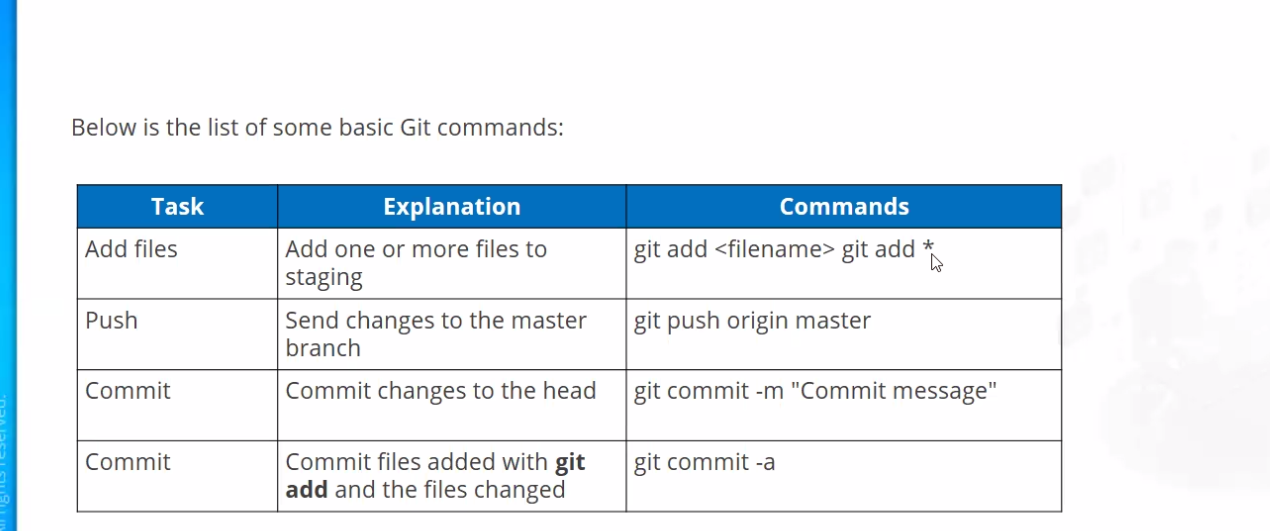 Below is the list of some basic Git commands:
Task Explanation Commands
Add files Add one or more files to git add <filename> git add *
staging
Push Send changes to the master git push origin master
branch
Commit Commit changes to the head git commit -m "Commit message"
Commit Commit files added with git git commit -a
add and the files changed
rights reserved.